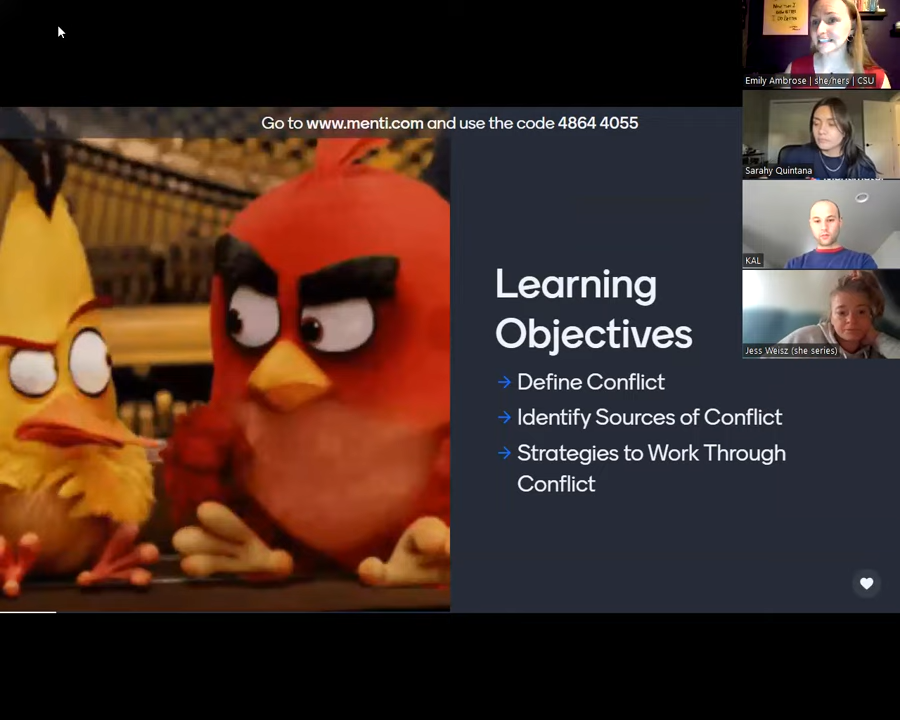 Go to www.menti.com and use the code 4864 4055
Learning
Objectives
→ Define Conflict
→ Identify Sources of Conflict
→ Strategies to Work Through
Conflict
Emily Ambrose | she/hers | CSU
Sarahy Quintana
KAL
Jess Weisz (she series)